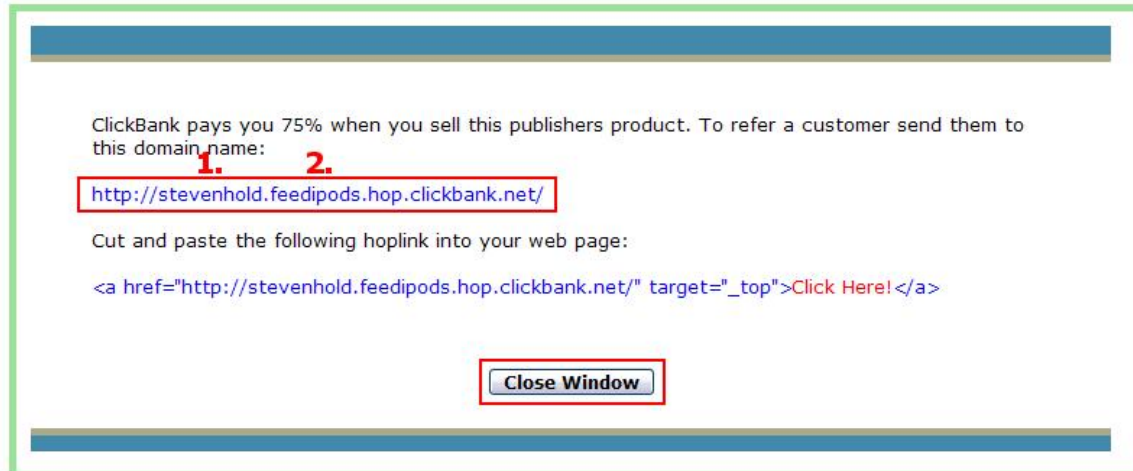 ClickBank pays you 75% when you sell this publishers product. To refer a customer send them to
this domain name:
1. 2.
http://stevenhold.feedipods.hop.clickbank.net/
Cut and paste the following hoplink into your web page:
<a href="http://stevenhold.feedipods.hop.clickbank.net/" target="_top">Click Here!</a>
Close Window